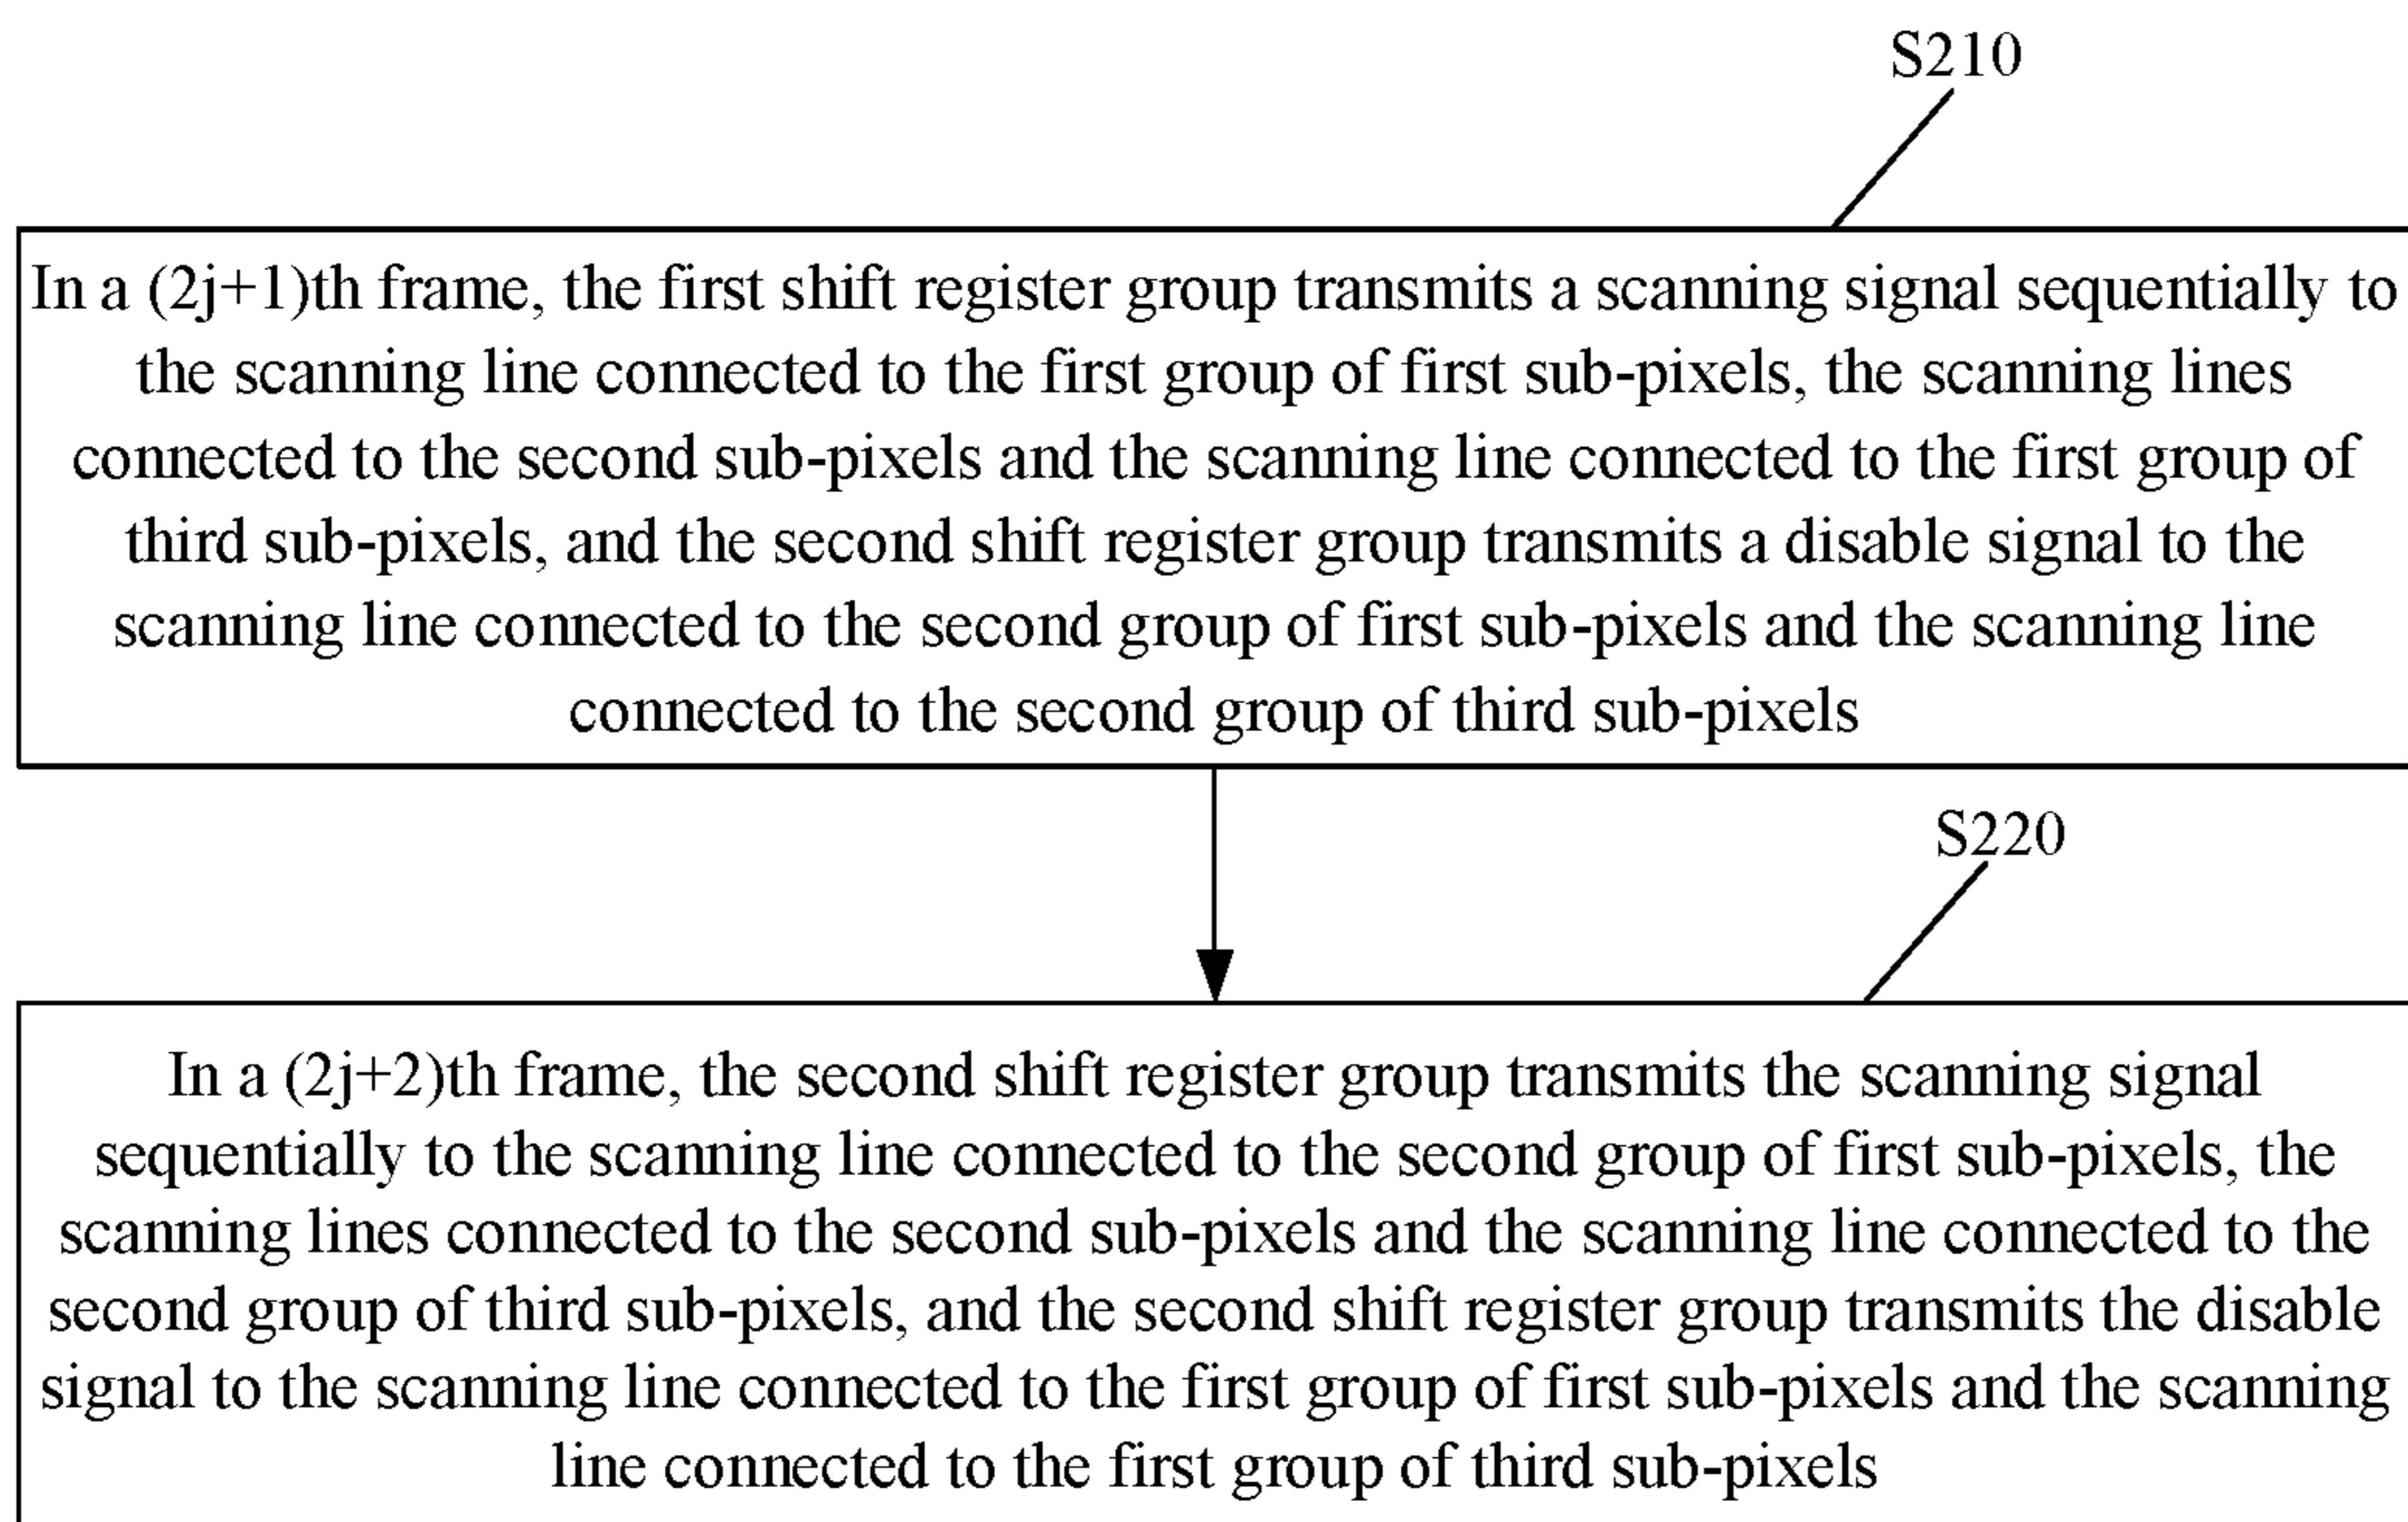 S210
In a (2j+1)th frame, the first shift register group transmits a scanning signal sequentially to
the scanning line connected to the first group of first sub-pixels, the scanning lines
connected to the second sub-pixels and the scanning line connected to the first group of
third sub-pixels, and the second shift register group transmits a disable signal to the
scanning line connected to the second group of first sub-pixels and the scanning line
connected to the second group of third sub-pixels
S220
In a (2j+2)th frame, the second shift register group transmits the scanning signal
sequentially to the scanning line connected to the second group of first sub-pixels, the
scanning lines connected to the second sub-pixels and the scanning line connected to the
second group of third sub-pixels, and the second shift register group transmits the disable
signal to the scanning line connected to the first group of first sub-pixels and the scanning
line connected to the first group of third sub-pixels